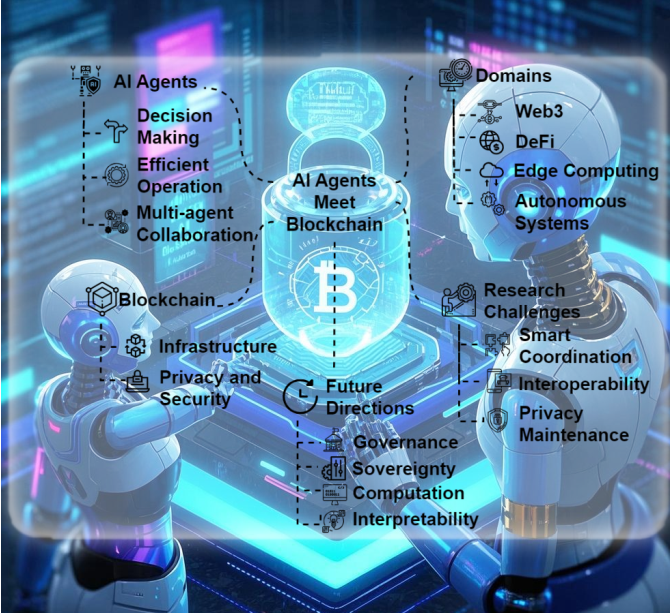 AI Agents
Decision
Making
Efficient
Operation
Multi-agent
Collaboration
Blockchain
Infrastructure
Privacy and
Security
AI Agents
Meet
Blockchain
Domains
Web3
DeFi
Edge Computing
Autonomous
Systems
Research
Challenges
Smart
Coordination
Interoperability
Privacy
Maintenance
Future
Directions
Governance
Sovereignty
Computation
Interpretability